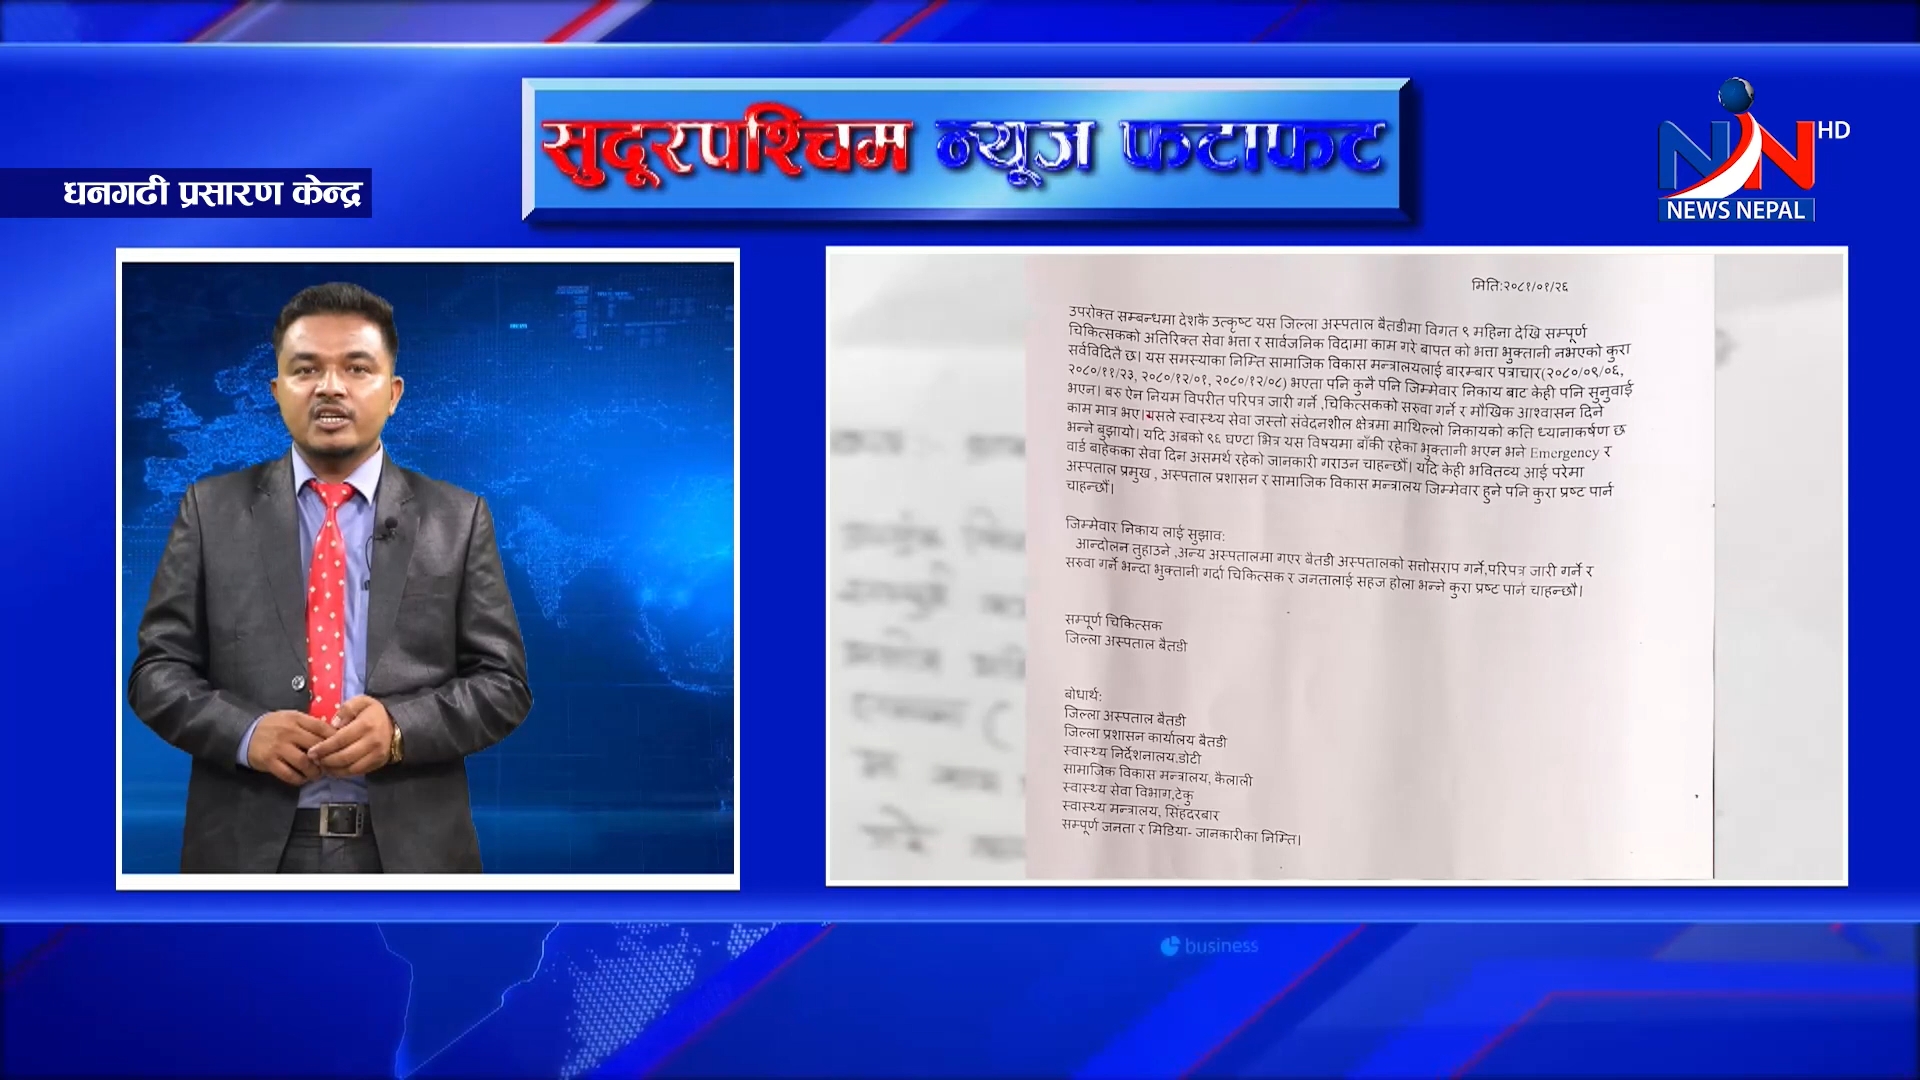 सुदूरपश्चिम न्यूज फटाफट
HD
NN
NEWS NEPAL
धनगढी प्रसारण केन्द्र
मिति:२०८१/०१/२६
उपरोक्त सम्बन्धमा देशकै उत्कृष्ट यस जिल्ला अस्पताल बैतडीमा विगत ९ महिना देखि सम्पूर्ण
चिकित्सकको अतिरिक्त सेवा भत्ता र सार्वजनिक विदामा काम गरे बापत को भत्ता भुक्तानी नभएको कुरा
सर्वविदितै छ। यस समस्याका निम्ति सामाजिक विकास मन्त्रालयलाई बारम्बार पत्राचार(२०८०/०९/०६,
२०८०/११/२३, २०८०/१२/०१, २०८०/१२/०८) भएता पनि कुनै पनि जिम्मेवार निकाय बाट केही पनि सुनुवाई
भएन। बरु ऐन नियम विपरीत परिपत्र जारी गर्ने ,चिकित्सकको सरुवा गर्ने र मौखिक आश्वासन दिने
काम मात्र भए।यसले स्वास्थ्य सेवा जस्तो संवेदनशील क्षेत्रमा माथिल्लो निकायको कति ध्यानाकर्षण छ
भन्ने बुझायो। यदि अबको ९६ घण्टा भित्र यस विषयमा बाँकी रहेका भुक्तानी भएन भने Emergency र
वार्ड बाहेकका सेवा दिन असमर्थ रहेको जानकारी गराउन चाहन्छौं। यदि केही भवितव्य आई परेमा
अस्पताल प्रमुख , अस्पताल प्रशासन र सामाजिक विकास मन्त्रालय जिम्मेवार हुने पनि कुरा प्रष्ट पार्न
चाहन्छौं।
जिम्मेवार निकाय लाई सुझाव:
आन्दोलन तुहाउने ,अन्य अस्पतालमा गएर बैतडी अस्पतालको सत्तोसराप गर्ने,परिपत्र जारी गर्ने र
सरुवा गर्ने भन्दा भुक्तानी गर्दा चिकित्सक र जनतालाई सहज होला भन्ने कुरा प्रष्ट पार्न चाहन्छौं।
सम्पूर्ण चिकित्सक
जिल्ला अस्पताल बैतडी
बोधार्थ:
जिल्ला अस्पताल बैतडी
जिल्ला प्रशासन कार्यालय बैतडी
स्वास्थ्य निर्देशनालय,डोटी
सामाजिक विकास मन्त्रालय, कैलाली
स्वास्थ्य सेवा विभाग,टेकु
स्वास्थ्य मन्त्रालय, सिंहदरबार
सम्पूर्ण जनता र मिडिया- जानकारीका निम्ति।
business